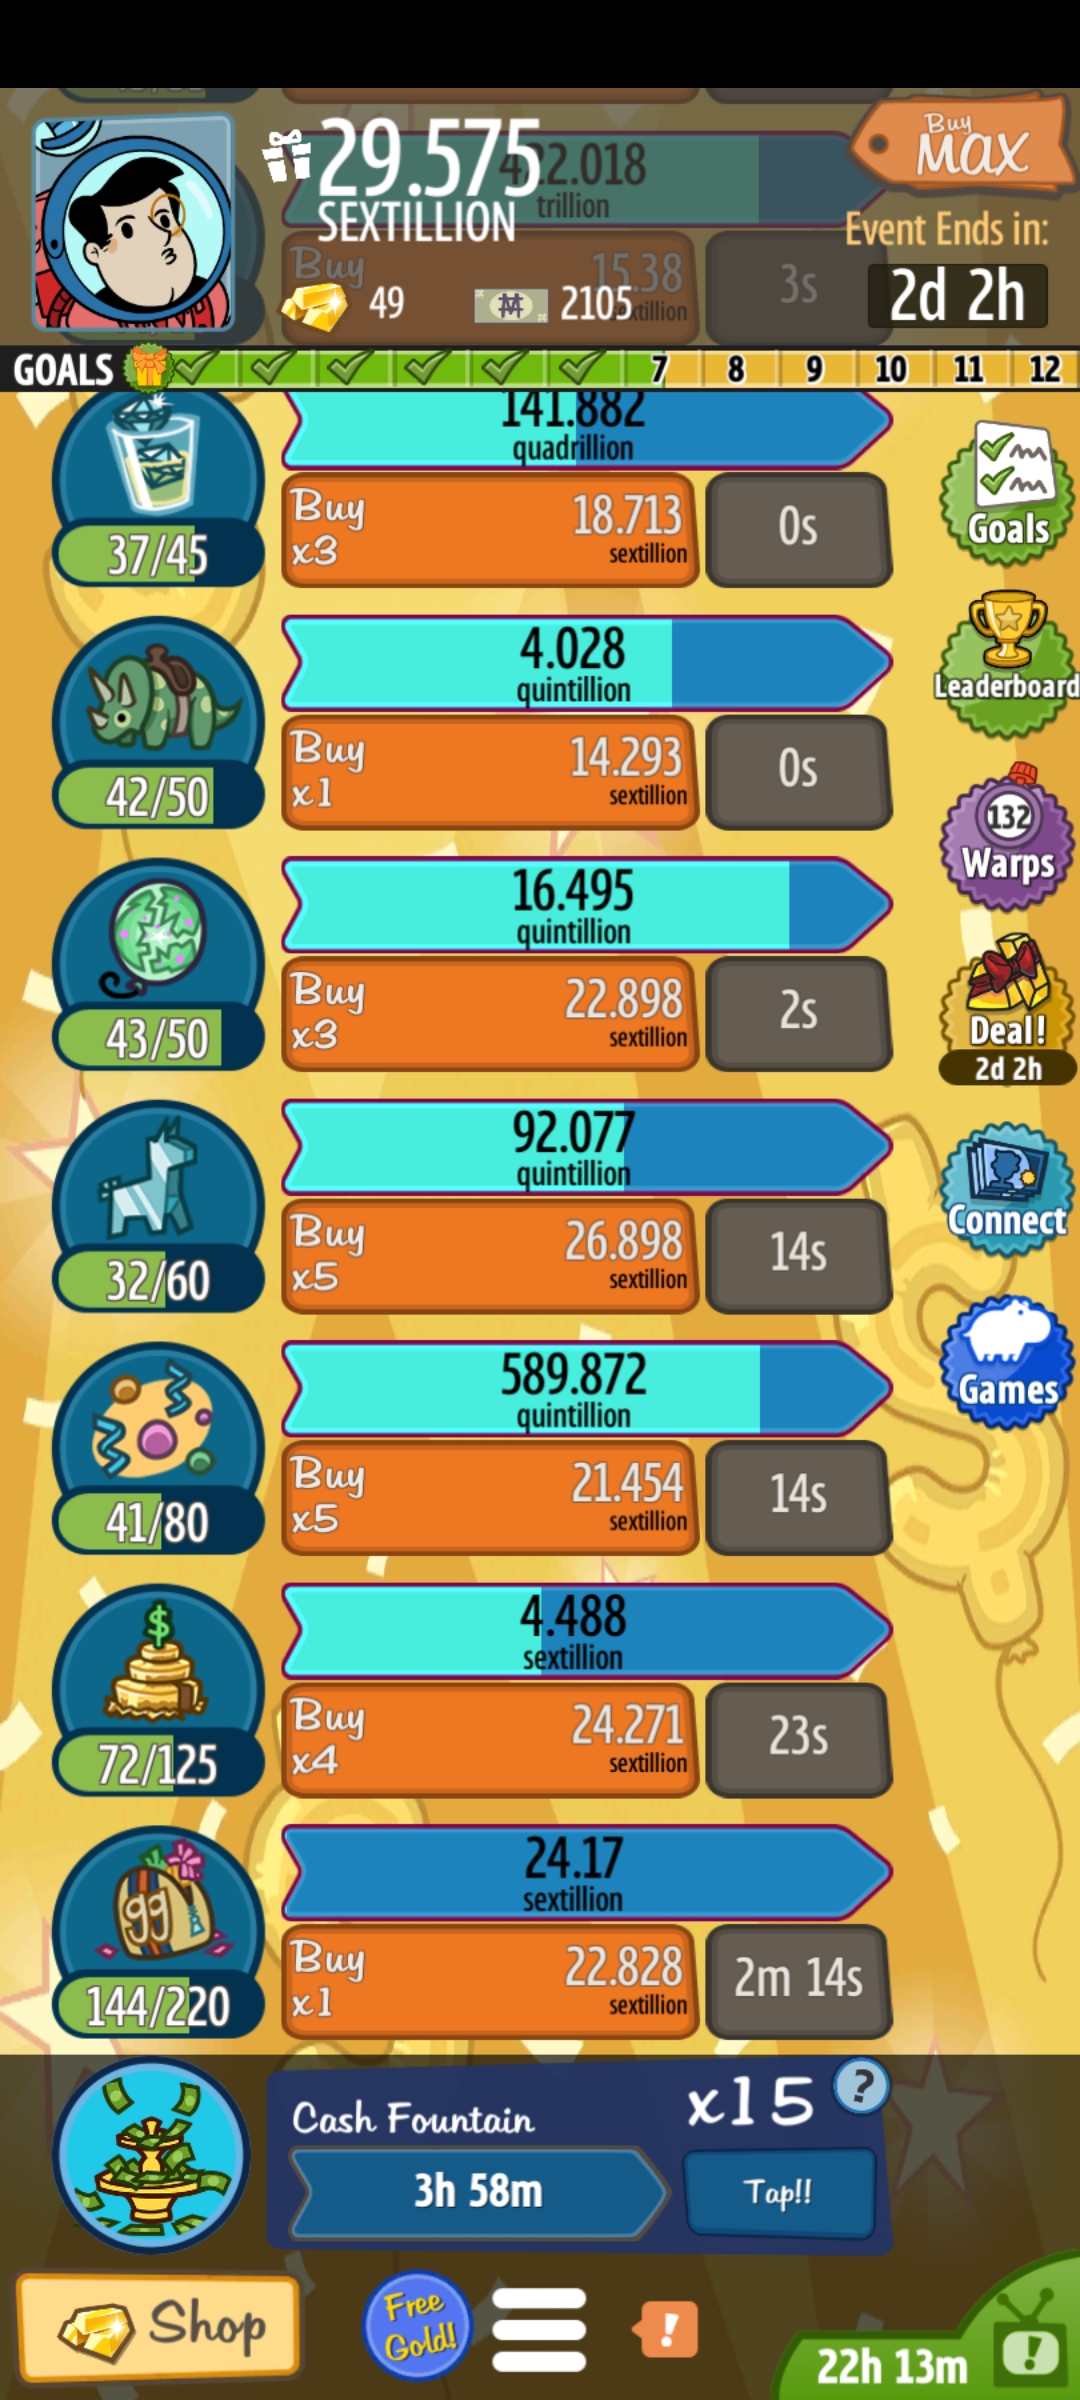 29.575
SEXTILLION
422.018
trillion
Buy
MAX
Buy
15.38
3s
49
2105
Event Ends in:
2d 2h
GOALS 7 8 9 10 11 12
141.882
quadrillion
37/45
Buy
x3
18.713
sextillion
0s
Goals
4.028
quintillion
42/50
Buy
x1
14.293
sextillion
0s
Leaderboard
16.495
quintillion
43/50
Buy
x3
22.898
sextillion
2s
132
Warps
Deal!
2d 2h
92.077
quintillion
32/60
Buy
x5
26.898
sextillion
14s
Connect
589.872
quintillion
41/80
Buy
x5
21.454
sextillion
14s
Games
4.488
sextillion
$
72/125
Buy
x4
24.271
sextillion
23s
24.17
sextillion
gg
144/220
Buy
x1
22.828
sextillion
2m 14s
Cash Fountain
x15
?
3h 58m
Tap!!
Shop
Free
Gold!
!
22h 13m
!